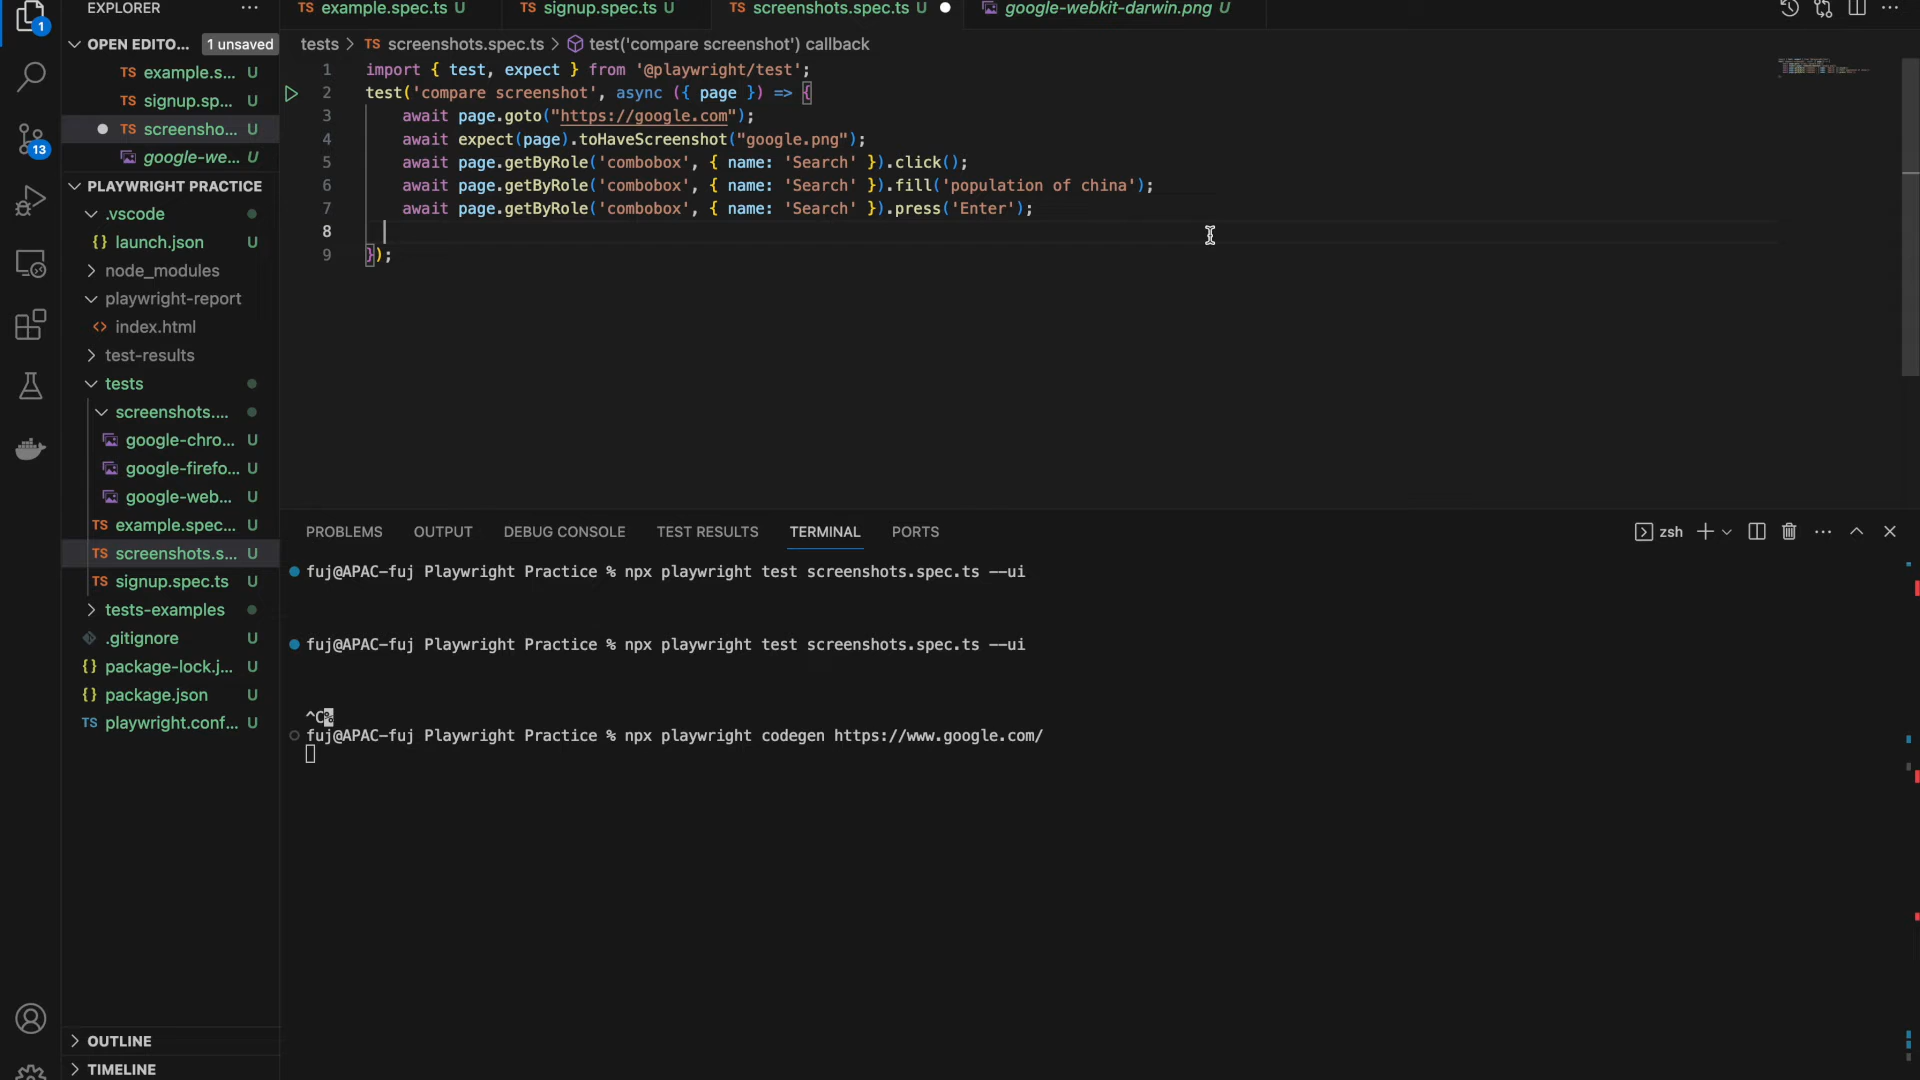 EXPLORER
example.spec.ts U
signup.spec.ts U
screenshots.spec.ts U
google-webkit-darwin.png U
1
OPEN EDITO... 1 unsaved
example.s... U
signup.sp... U
screensho... U
google-we... U
13
PLAYWRIGHT PRACTICE
.vscode
launch.json U
node_modules
playwright-report
index.html
test-results
tests
screenshots....
google-chro... U
google-firefo... U
google-web... U
example.spec... U
screenshots.s... U
signup.spec.ts U
tests-examples
.gitignore U
package-lock.j... U
package.json U
playwright.conf... U
OUTLINE
TIMELINE
tests > TS screenshots.spec.ts > test('compare screenshot') callback
1 import { test, expect } from '@playwright/test';
2 test('compare screenshot', async ({ page }) => {
3 await page.goto("https://google.com");
4 await expect(page).toHaveScreenshot("google.png");
5 await page.getByRole('combobox', { name: 'Search' }).click();
6 await page.getByRole('combobox', { name: 'Search' }).fill('population of china');
7 await page.getByRole('combobox', { name: 'Search' }).press('Enter');
8
9 });
PROBLEMS OUTPUT DEBUG CONSOLE TEST RESULTS TERMINAL PORTS
zsh
fuj@APAC-fuj Playwright Practice % npx playwright test screenshots.spec.ts --ui
fuj@APAC-fuj Playwright Practice % npx playwright test screenshots.spec.ts --ui
^C%
fuj@APAC-fuj Playwright Practice % npx playwright codegen https://www.google.com/